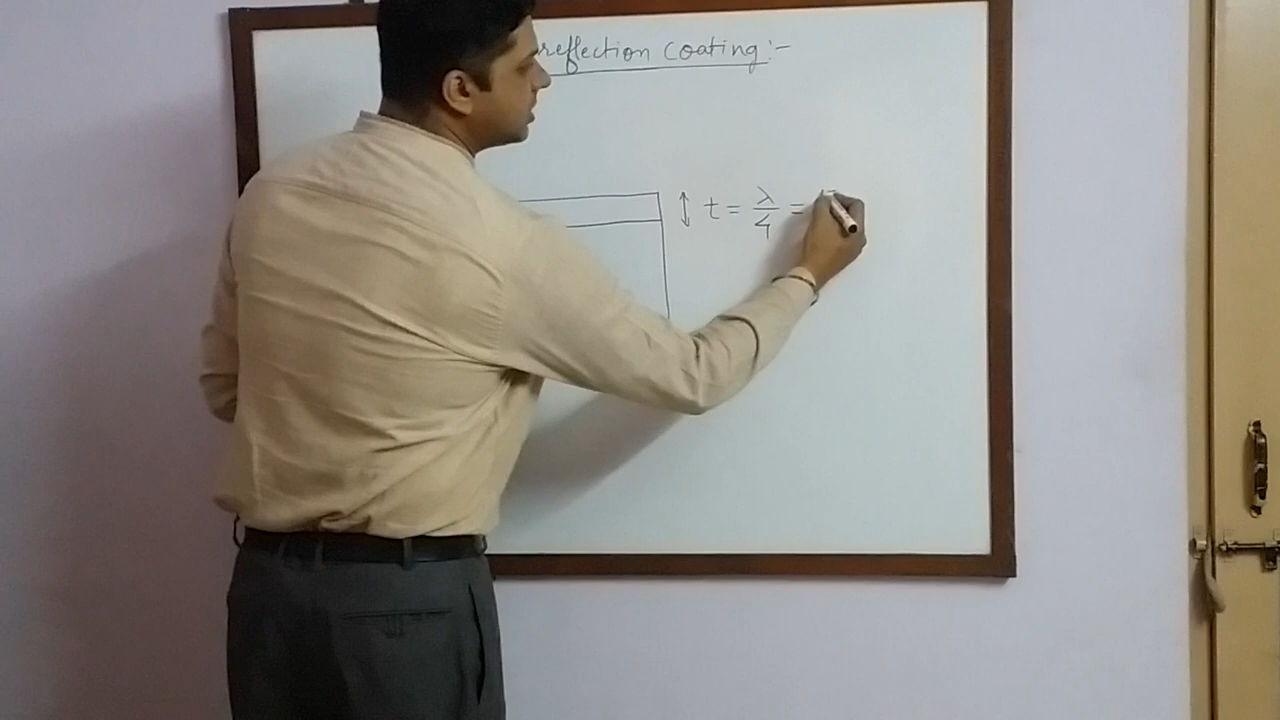 reflection coating :-
t = λ/4 =